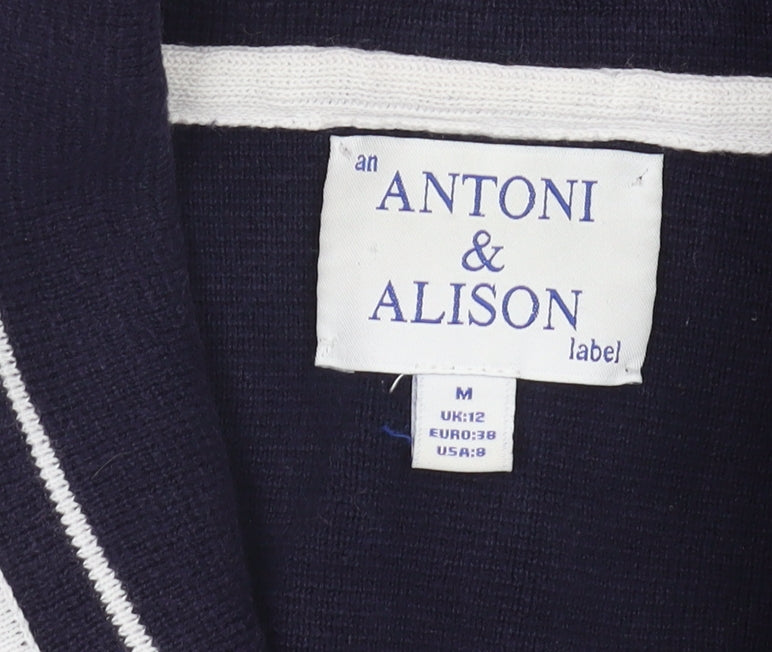 an
ANTONI
&
ALISON
label
M
UK:12
EURO:38
USA:8